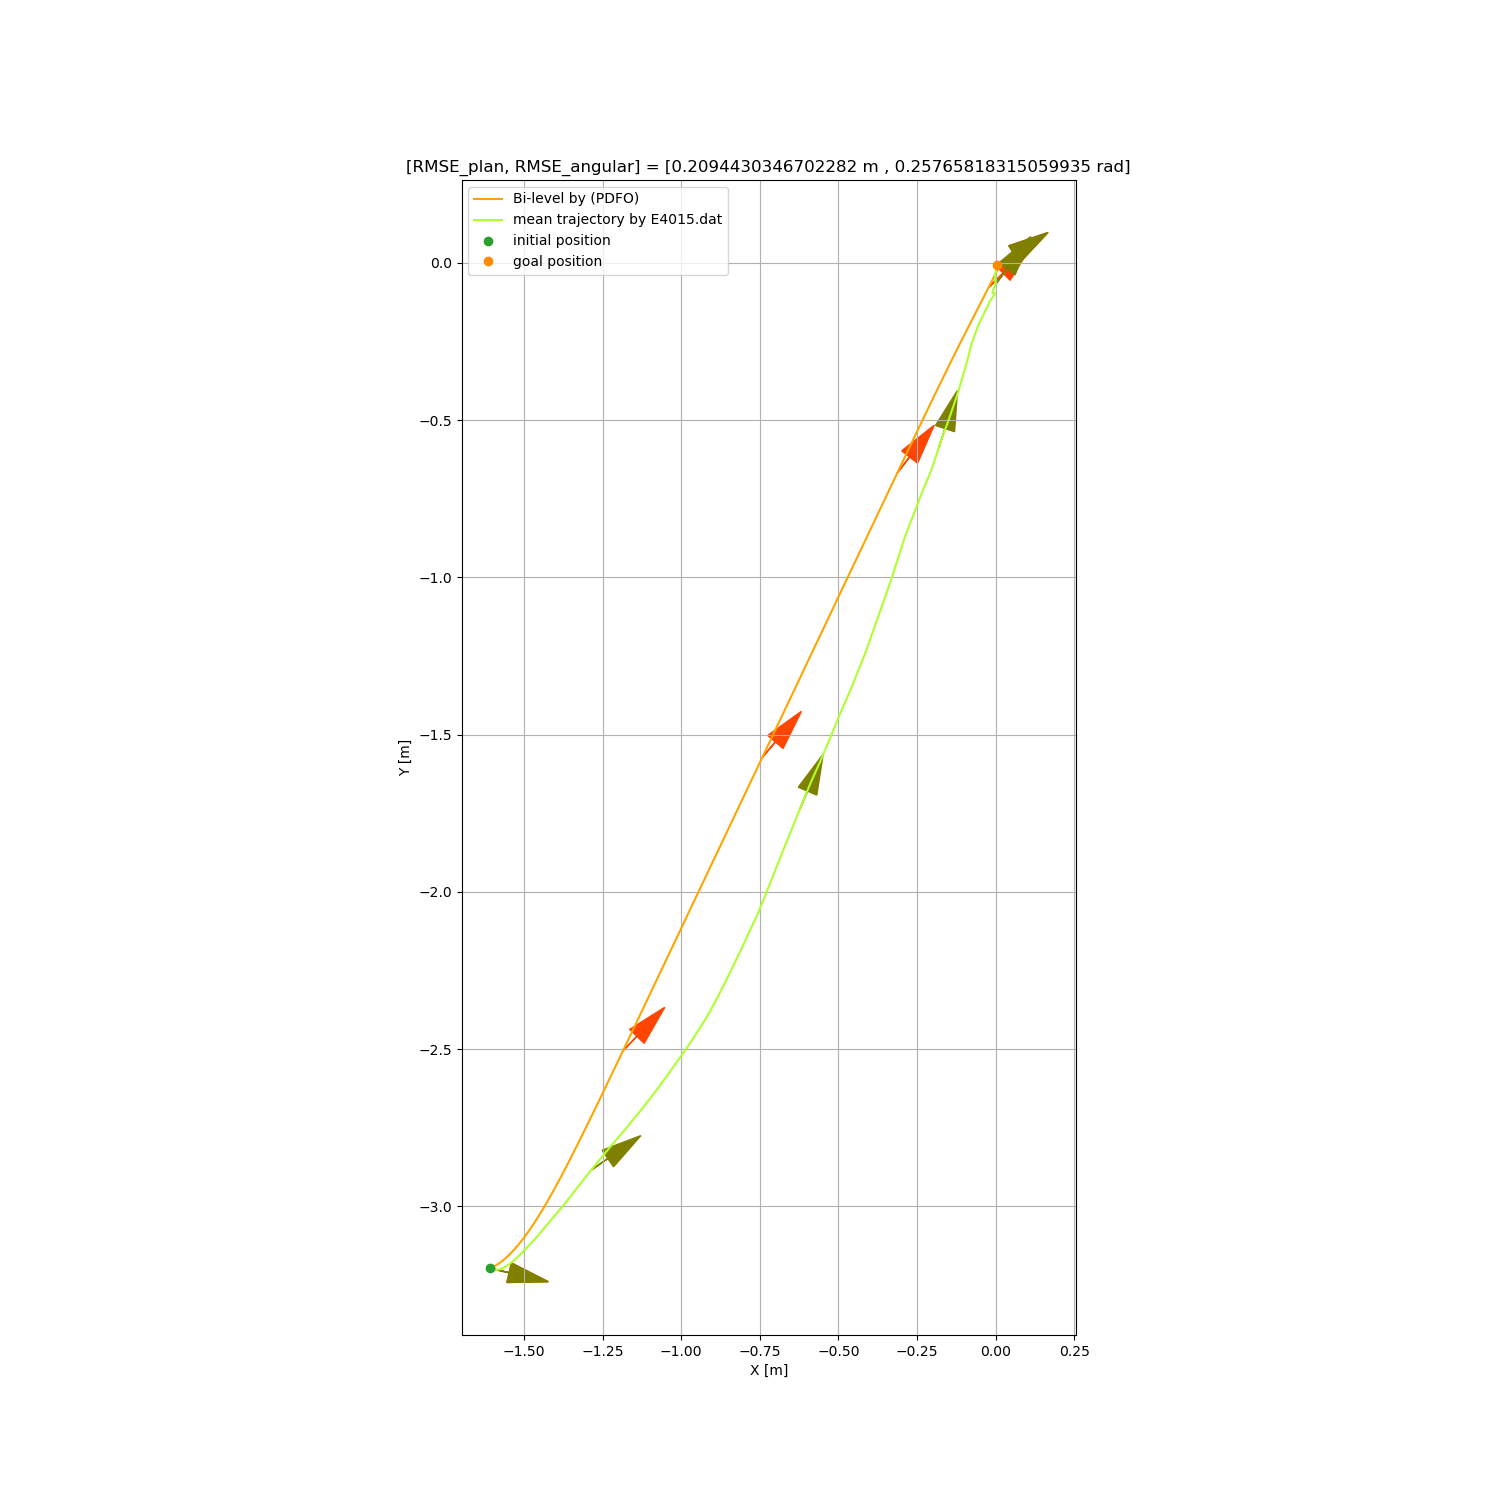 [RMSE_plan, RMSE_angular] = [0.2094430346702282 m , 0.25765818315059935 rad]
Bi-level by (PDFO)
mean trajectory by E4015.dat
initial position
goal position
0.0
−0.5
−1.0
−1.5
−2.0
−2.5
−3.0
Y [m]
−1.50 −1.25 −1.00 −0.75 −0.50 −0.25 0.00 0.25
X [m]